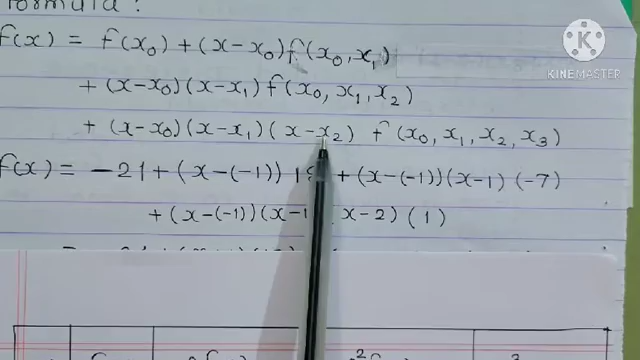 formula:
f(x) = f(x₀) + (x-x₀) f(x₀, x₁)
+ (x-x₀)(x-x₁) f(x₀, x₁, x₂)
+ (x-x₀)(x-x₁)(x-x₂) f(x₀, x₁, x₂, x₃)
f(x) = -21 + (x-(-1)) + (x-(-1))(x-1)(-7)
+ (x-(-1))(x-1 x-2)(1)
KINEMASTER